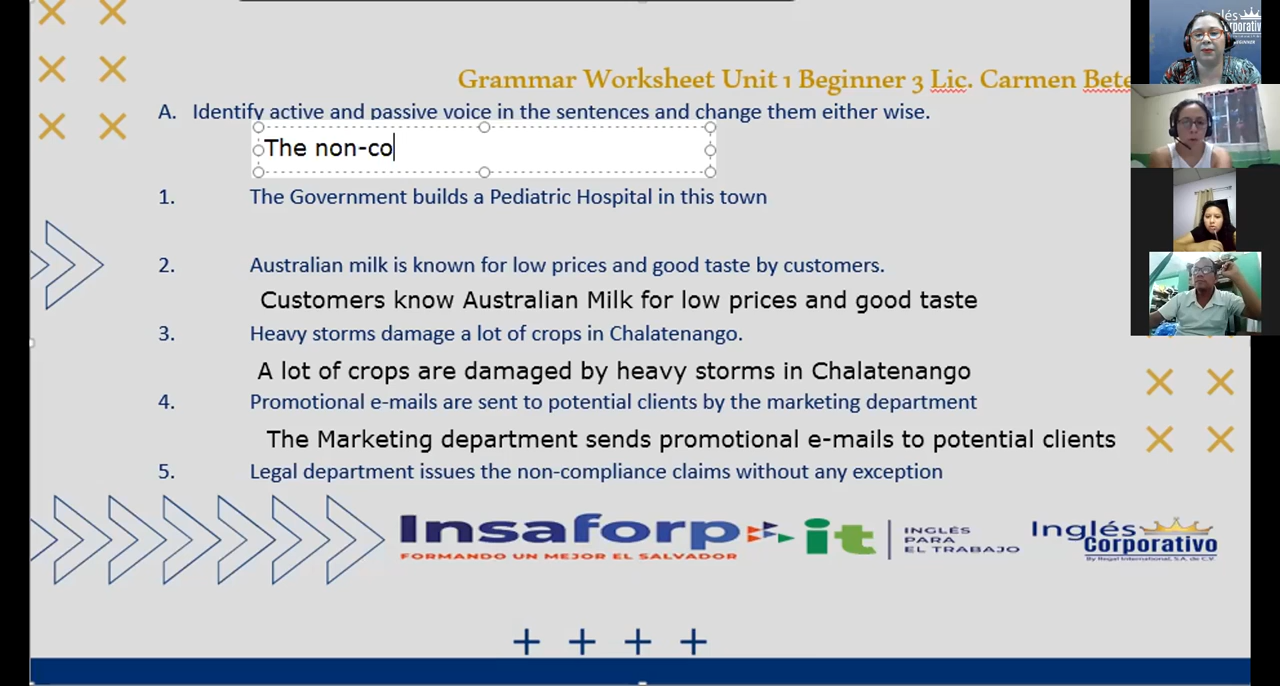 Grammar Worksheet Unit 1 Beginner 3 Lic. Carmen Bete
A. Identify active and passive voice in the sentences and change them either wise.
The non-co
1. The Government builds a Pediatric Hospital in this town
2. Australian milk is known for low prices and good taste by customers.
Customers know Australian Milk for low prices and good taste
3. Heavy storms damage a lot of crops in Chalatenango.
A lot of crops are damaged by heavy storms in Chalatenango
4. Promotional e-mails are sent to potential clients by the marketing department
The Marketing department sends promotional e-mails to potential clients
5. Legal department issues the non-compliance claims without any exception
Insaforp
FORMANDO UN MEJOR EL SALVADOR
it
INGLÉS
PARA
EL TRABAJO
Inglés
Corporativo
By Regal International, S.A. de C.V.